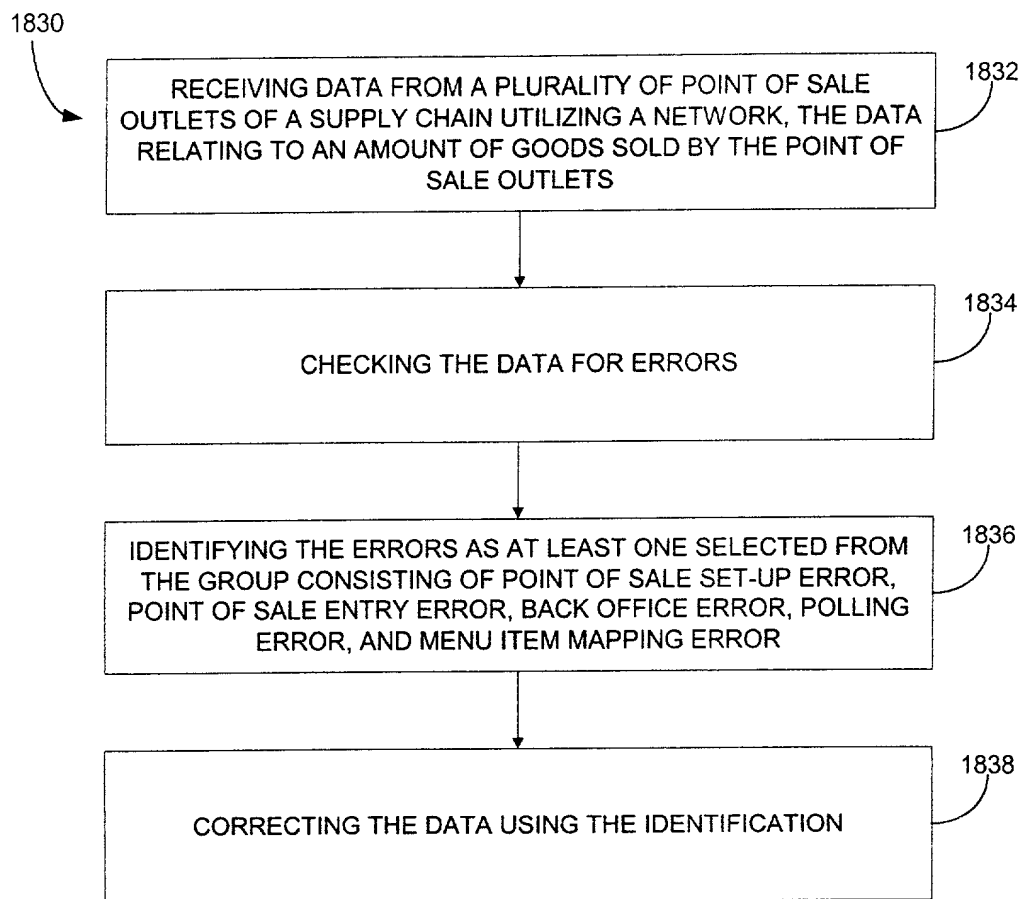 1830
1832
RECEIVING DATA FROM A PLURALITY OF POINT OF SALE
OUTLETS OF A SUPPLY CHAIN UTILIZING A NETWORK, THE DATA
RELATING TO AN AMOUNT OF GOODS SOLD BY THE POINT OF
SALE OUTLETS
1834
CHECKING THE DATA FOR ERRORS
1836
IDENTIFYING THE ERRORS AS AT LEAST ONE SELECTED FROM
THE GROUP CONSISTING OF POINT OF SALE SET-UP ERROR,
POINT OF SALE ENTRY ERROR, BACK OFFICE ERROR, POLLING
ERROR, AND MENU ITEM MAPPING ERROR
1838
CORRECTING THE DATA USING THE IDENTIFICATION